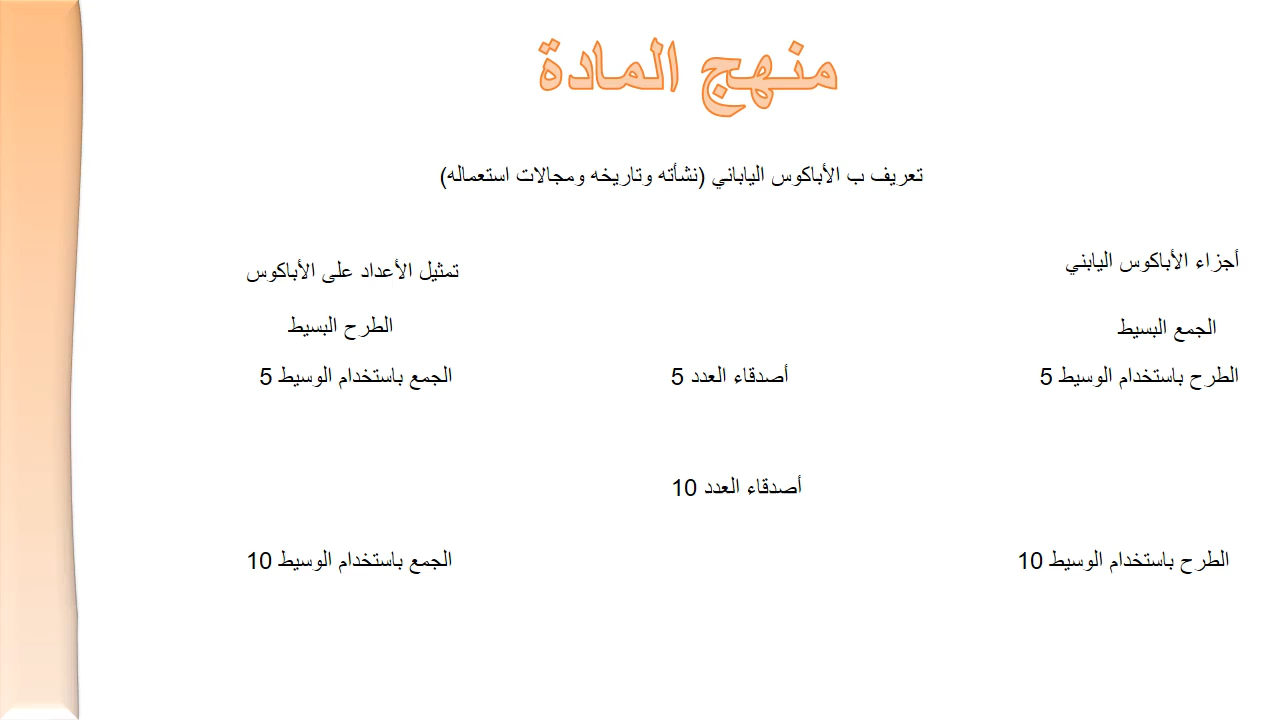 منهج المادة
تعريف ب الأباكوس الياباني (نشأته وتاريخه ومجالات استعماله)
أجزاء الأباكوس اليابني
تمثيل الأعداد على الأباكوس
الجمع البسيط
الطرح البسيط
الطرح باستخدام الوسيط 5
أصدقاء العدد 5
الجمع باستخدام الوسيط 5
أصدقاء العدد 10
الطرح باستخدام الوسيط 10
الجمع باستخدام الوسيط 10